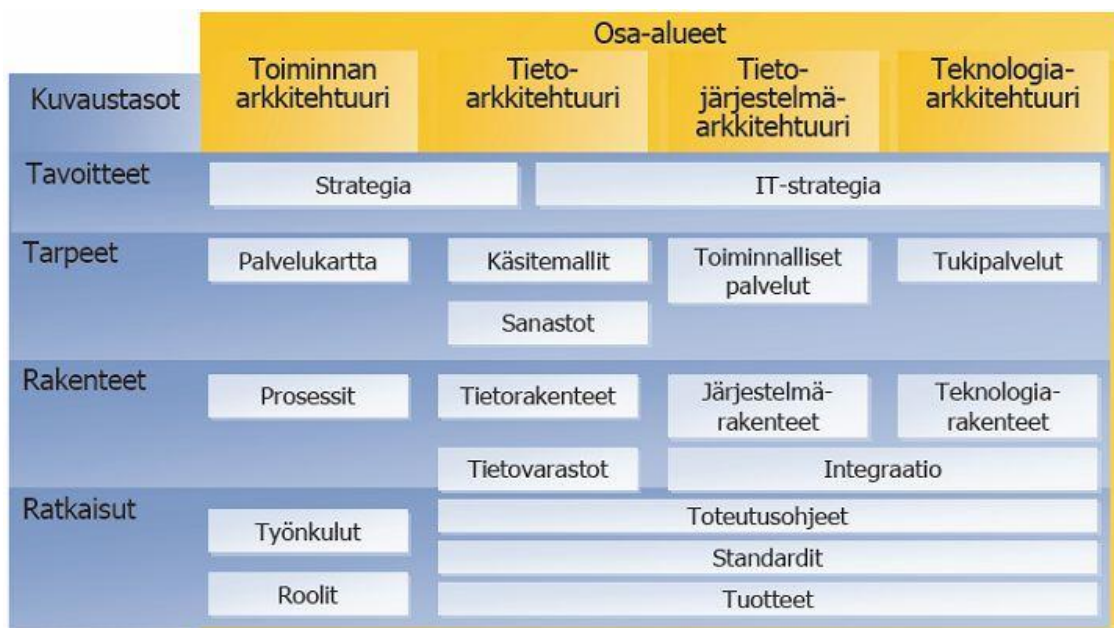 Osa-alueet
Kuvaustasot
Toiminnan
arkkitehtuuri
Tieto-
arkkitehtuuri
Tieto-
järjestelmä-
arkkitehtuuri
Teknologia-
arkkitehtuuri
Tavoitteet
Strategia
IT-strategia
Tarpeet
Palvelukartta
Käsitemallit
Toiminnalliset
palvelut
Tukipalvelut
Sanastot
Rakenteet
Prosessit
Tietorakenteet
Järjestelmä-
rakenteet
Teknologia-
rakenteet
Tietovarastot
Integraatio
Ratkaisut
Työnkulut
Toteutusohjeet
Standardit
Roolit
Tuotteet